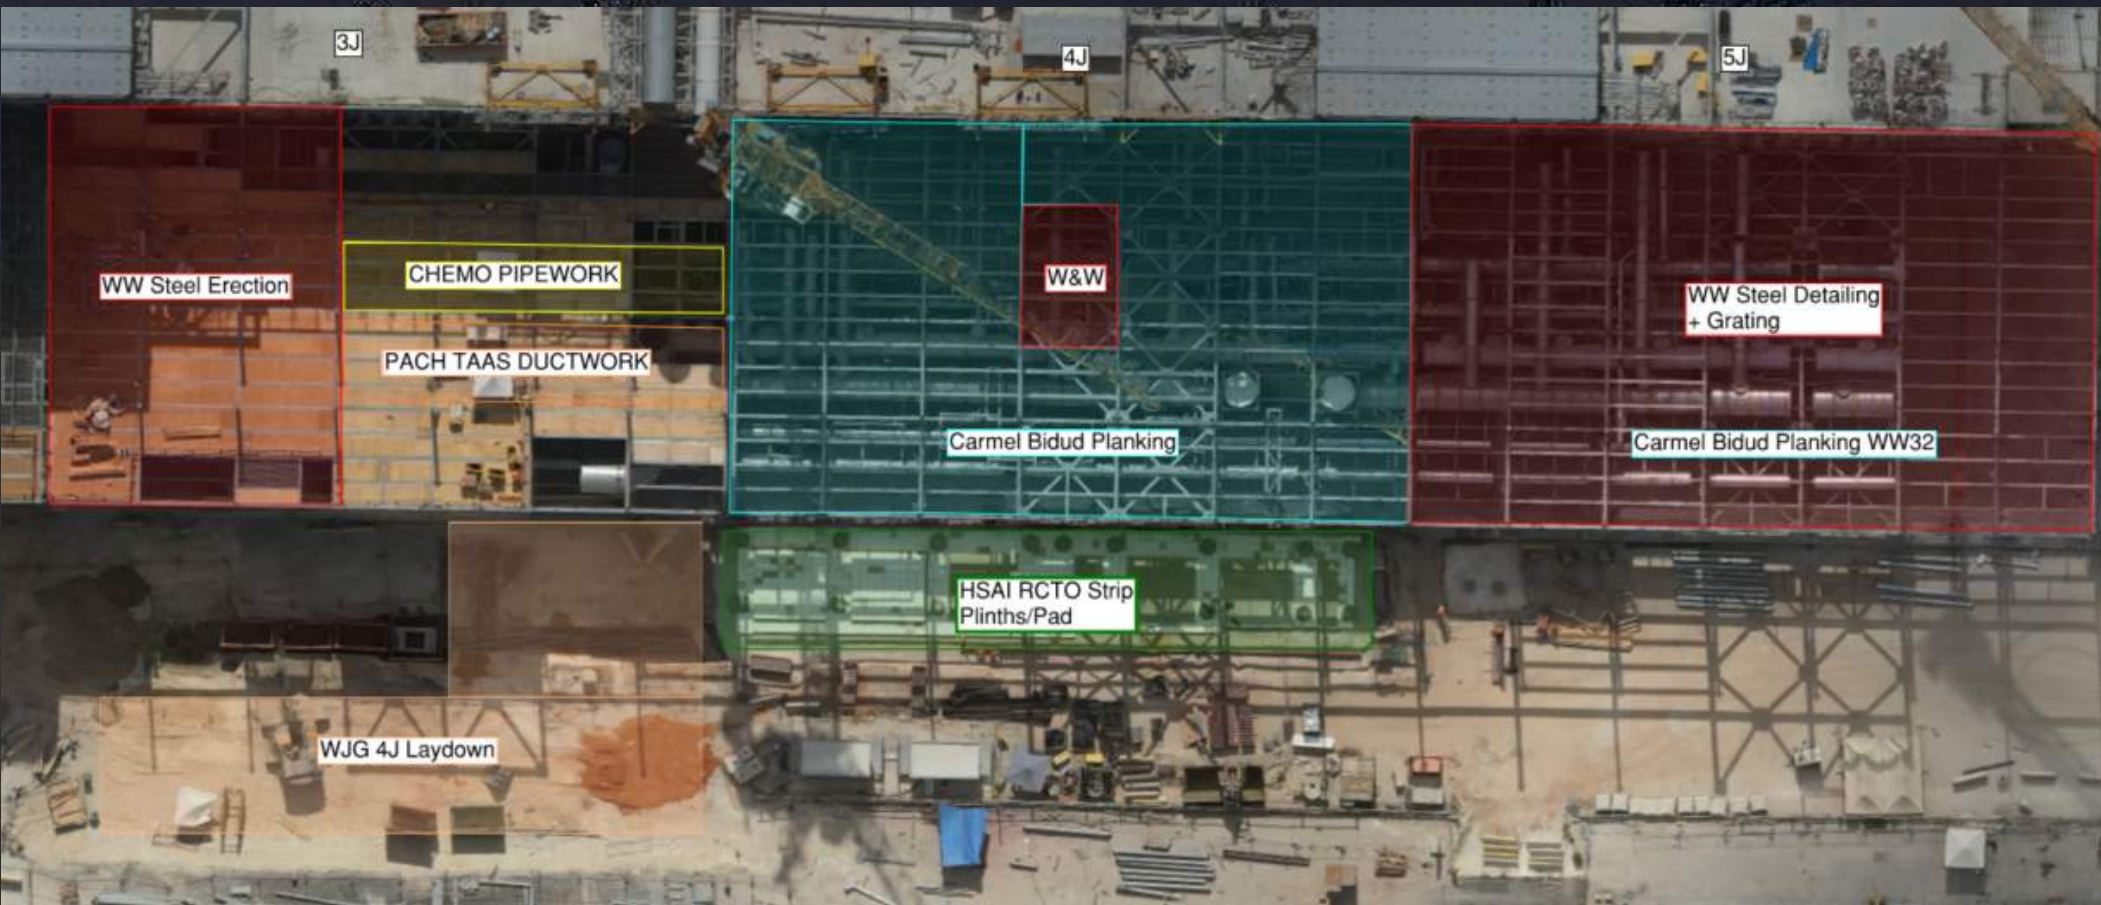 3J
4J
5J
WW Steel Erection
CHEMO PIPEWORK
PACH TAAS DUCTWORK
W&W
WW Steel Detailing
+ Grating
Carmel Bidud Planking
Carmel Bidud Planking WW32
HSAI RCTO Strip
Plinths/Pad
WJG 4J Laydown